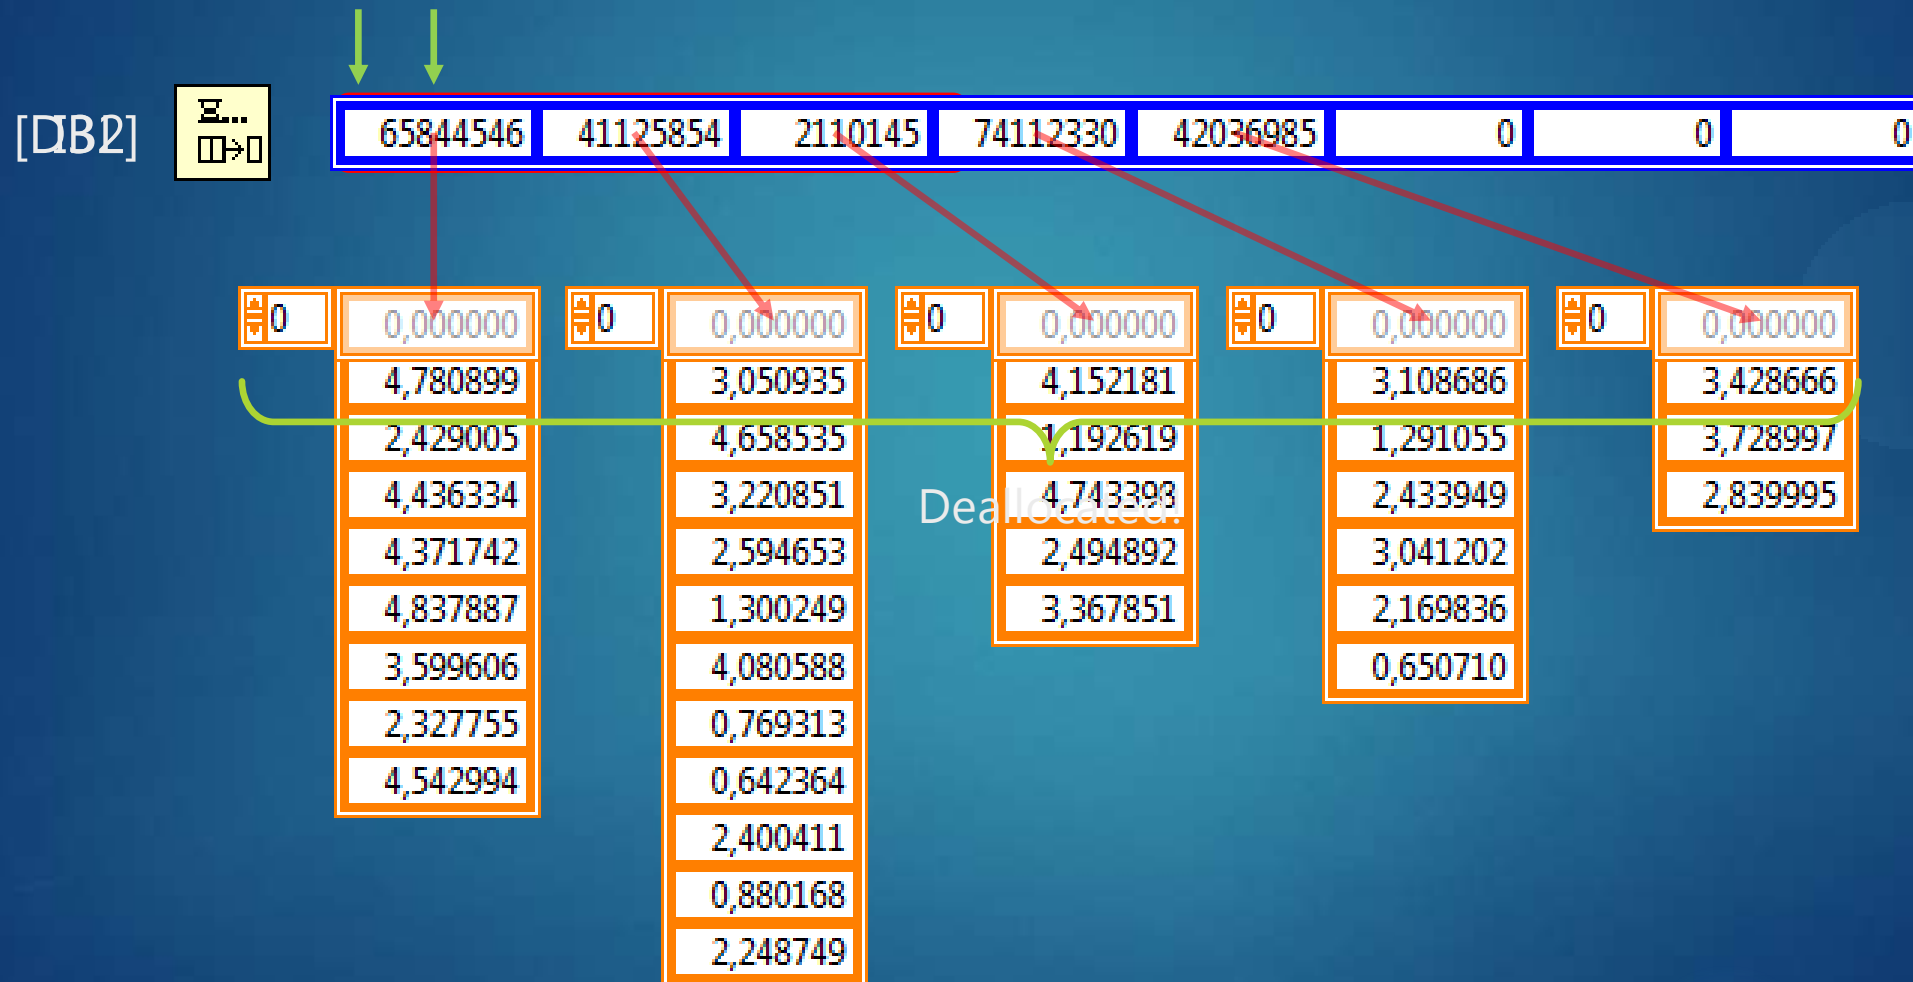 65844546 41125854 2110145 74112330 42036985 0 0 0
0 0,000000 0 0,000000 0 0,000000 0 0,000000 0 0,000000
4,780899 3,050935 4,152181 3,108686 3,428666
2,429005 4,658535 1,192619 1,291055 3,728997
4,436334 3,220851 4,743393 2,433949 2,839995
Deallocated!
4,371742 2,594653 2,494892 3,041202
4,837887 1,300249 3,367851 2,169836
3,599606 4,080588 0,650710
2,327755 0,769313
4,542994 0,642364
2,400411
0,880168
2,248749